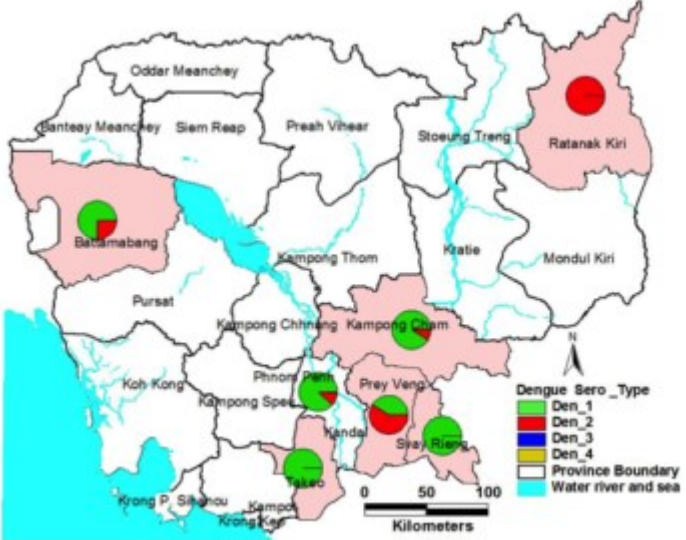 Oddar Meanchey
Banteay Meanchey
Siem Reap
Preah Vihear
Stoeung Treng
Ratanak Kiri
Battamabang
Kampong Thom
Kratie
Mondul Kiri
Pursat
Kampong Chhnang
Kampong Cham
N
Koh Kong
Phnom Penh
Prey Veng
Kampong Speu
Kandal
Svay Rieng
Takeo
Krong P. Sihanou
Kampot
Krong Kep
Dengue Sero_Type
Den_1
Den_2
Den_3
Den_4
Province Boundary
Water river and sea
0 50 100
Kilometers